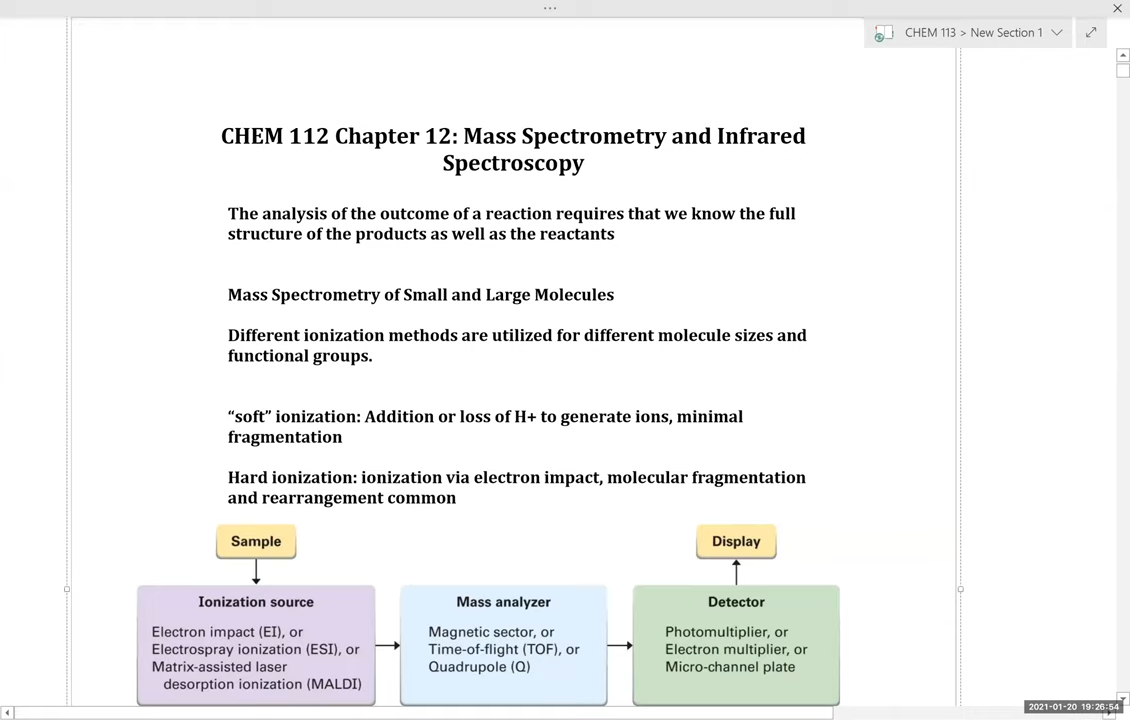 CHEM 113 > New Section 1
CHEM 112 Chapter 12: Mass Spectrometry and Infrared
Spectroscopy
The analysis of the outcome of a reaction requires that we know the full
structure of the products as well as the reactants
Mass Spectrometry of Small and Large Molecules
Different ionization methods are utilized for different molecule sizes and
functional groups.
“soft” ionization: Addition or loss of H+ to generate ions, minimal
fragmentation
Hard ionization: ionization via electron impact, molecular fragmentation
and rearrangement common
Sample
Display
Ionization source
Electron impact (EI), or
Electrospray ionization (ESI), or
Matrix-assisted laser
desorption ionization (MALDI)
Mass analyzer
Magnetic sector, or
Time-of-flight (TOF), or
Quadrupole (Q)
Detector
Photomultiplier, or
Electron multiplier, or
Micro-channel plate
2021-01-20 19:26:54